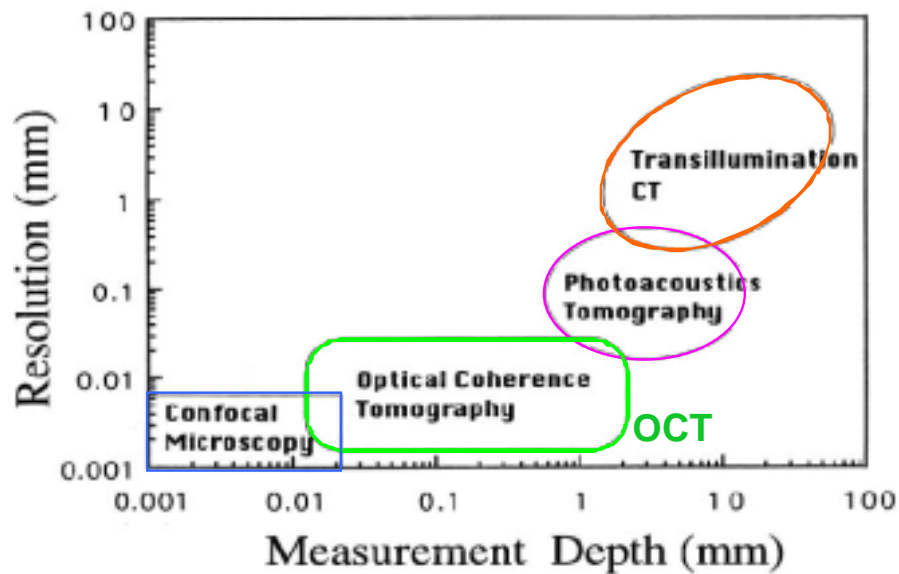 100
10
1
0.1
0.01
0.001
Resolution (mm)
Transillumination
CT
Photoacoustics
Tomography
Optical Coherence
Tomography
OCT
Confocal
Microscopy
0.001
0.01
0.1
1
10
100
Measurement Depth (mm)